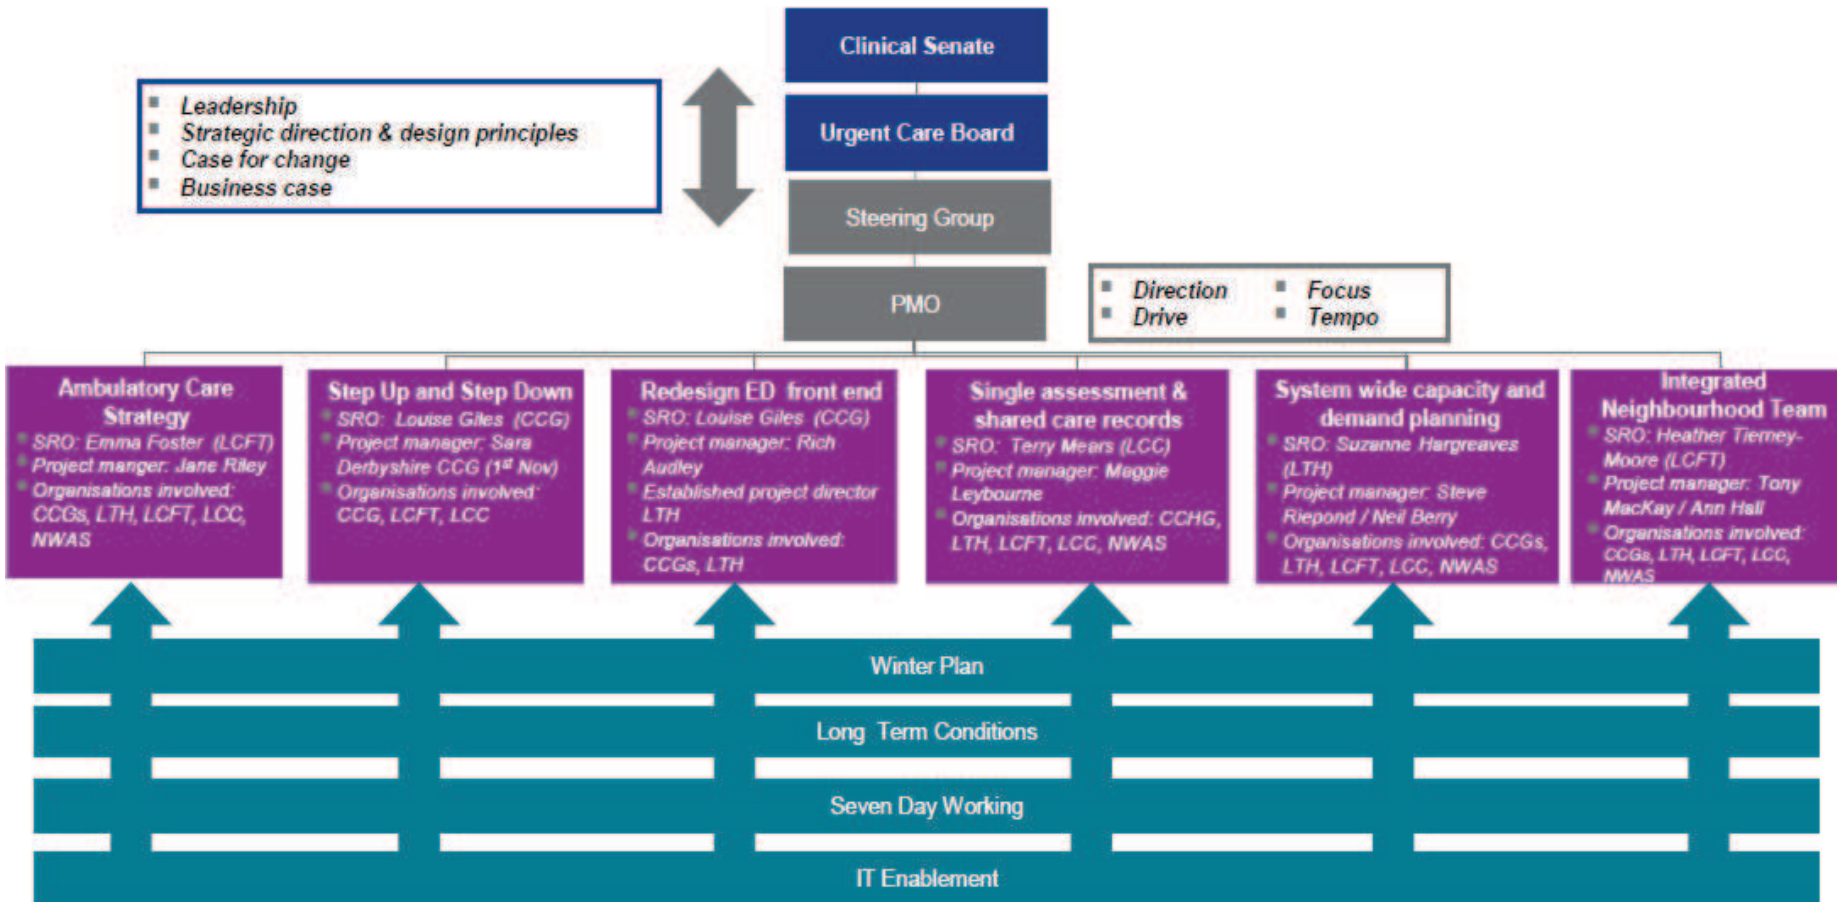 Clinical Senate
Leadership
Strategic direction & design principles
Case for change
Business case
Urgent Care Board
Steering Group
PMO
Direction
Drive
Focus
Tempo
Ambulatory Care
Strategy
SRO: Emma Foster (LCFT)
Project manger: Jane Riley
Organisations involved:
CCGs, LTH, LCFT, LCC,
NWAS
Step Up and Step Down
SRO: Louise Giles (CCG)
Project manager: Sara
Derbyshire CCG (1st Nov)
Organisations involved:
CCG, LCFT, LCC
Redesign ED front end
SRO: Louise Giles (CCG)
Project manager: Rich
Audley
Established project director
LTH
Organisations involved:
CCGs, LTH
Single assessment &
shared care records
SRO: Terry Mears (LCC)
Project manager: Maggie
Leybourne
Organisations involved: CCHG,
LTH, LCFT, LCC, NWAS
System wide capacity and
demand planning
SRO: Suzanne Hargreaves
(LTH)
Project manager: Steve
Riepond / Neil Berry
Organisations involved: CCGs,
LTH, LCFT, LCC, NWAS
Integrated
Neighbourhood Team
SRO: Heather Tierney-
Moore (LCFT)
Project manager: Tony
MacKay / Ann Hall
Organisations involved:
CCGs, LTH, LCFT, LCC,
NWAS
Winter Plan
Long Term Conditions
Seven Day Working
IT Enablement